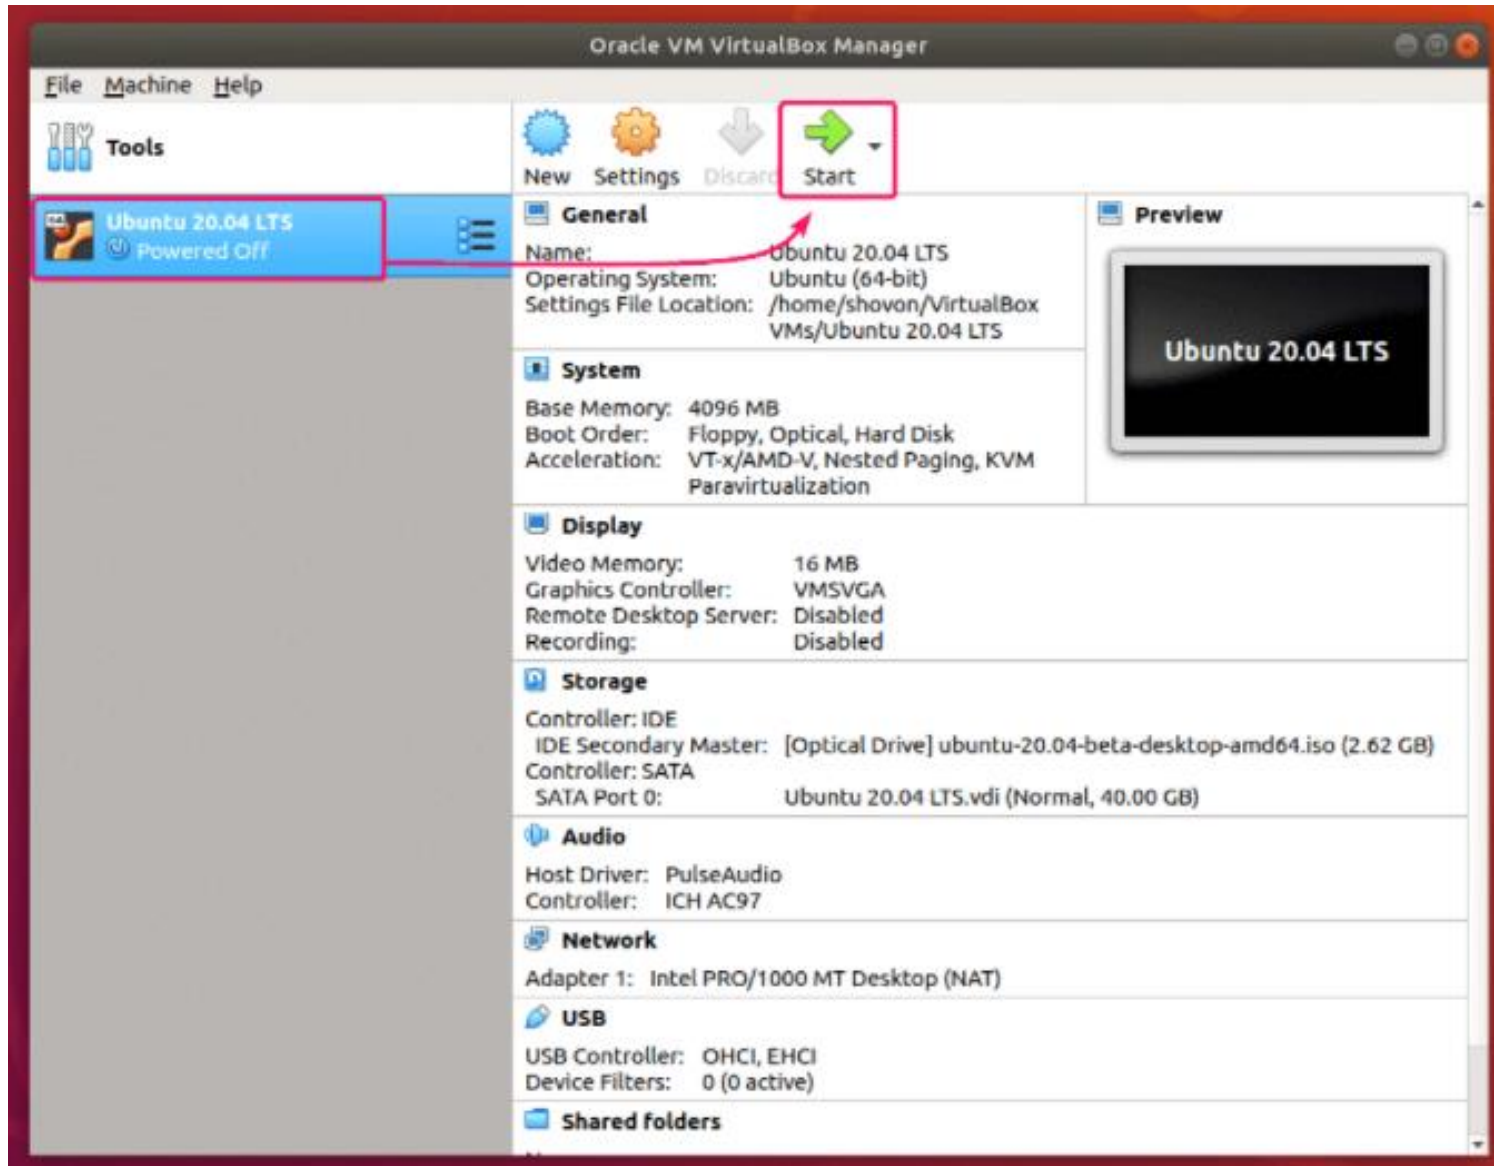 Oracle VM VirtualBox Manager
File Machine Help
Tools
New Settings Discard Start
Ubuntu 20.04 LTS
Powered Off
General
Name: Ubuntu 20.04 LTS
Operating System: Ubuntu (64-bit)
Settings File Location: /home/shovon/VirtualBox
VMs/Ubuntu 20.04 LTS
Preview
Ubuntu 20.04 LTS
System
Base Memory: 4096 MB
Boot Order: Floppy, Optical, Hard Disk
Acceleration: VT-x/AMD-V, Nested Paging, KVM
Paravirtualization
Display
Video Memory: 16 MB
Graphics Controller: VMSVGA
Remote Desktop Server: Disabled
Recording: Disabled
Storage
Controller: IDE
IDE Secondary Master: [Optical Drive] ubuntu-20.04-beta-desktop-amd64.iso (2.62 GB)
Controller: SATA
SATA Port 0: Ubuntu 20.04 LTS.vdi (Normal, 40.00 GB)
Audio
Host Driver: PulseAudio
Controller: ICH AC97
Network
Adapter 1: Intel PRO/1000 MT Desktop (NAT)
USB
USB Controller: OHCI, EHCI
Device Filters: 0 (0 active)
Shared folders